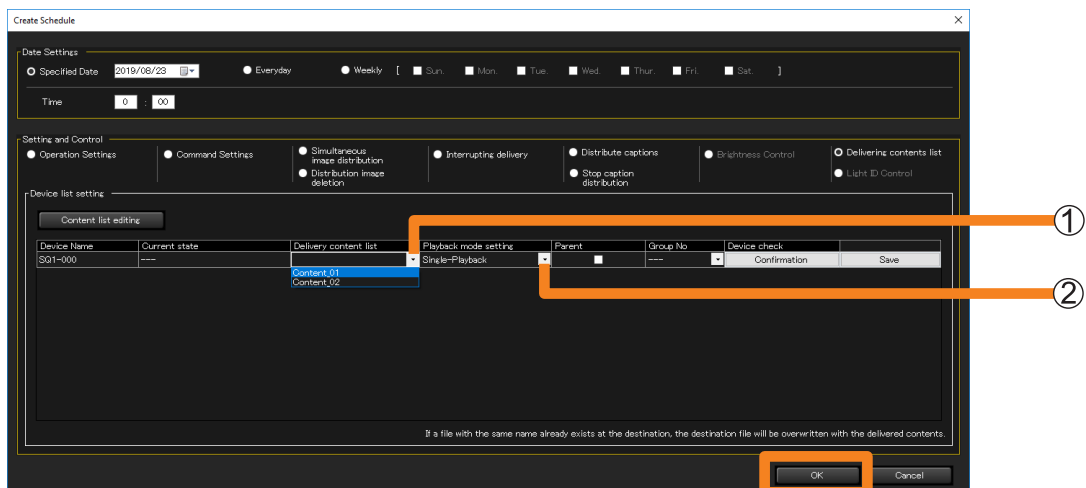 Create Schedule
Date Settings
Specified Date 2019/08/23 Everyday Weekly [ Sun. Mon. Tue. Wed. Thur. Fri. Sat. ]
Time 0 : 00
Setting and Control
Operation Settings Command Settings Simultaneous image distribution Interrupting delivery Distribute captions Brightness Control Delivering contents list
Distribution image deletion Stop caption distribution Light ID Control
Device list setting
Content list editing
①
Device Name Current state Delivery content list Playback mode setting Parent Group No Device check
SQ1-000 --- Single-Playback --- Confirmation Save
Content_01
Content_02
②
If a file with the same name already exists at the destination, the destination file will be overwritten with the delivered contents.
OK Cancel